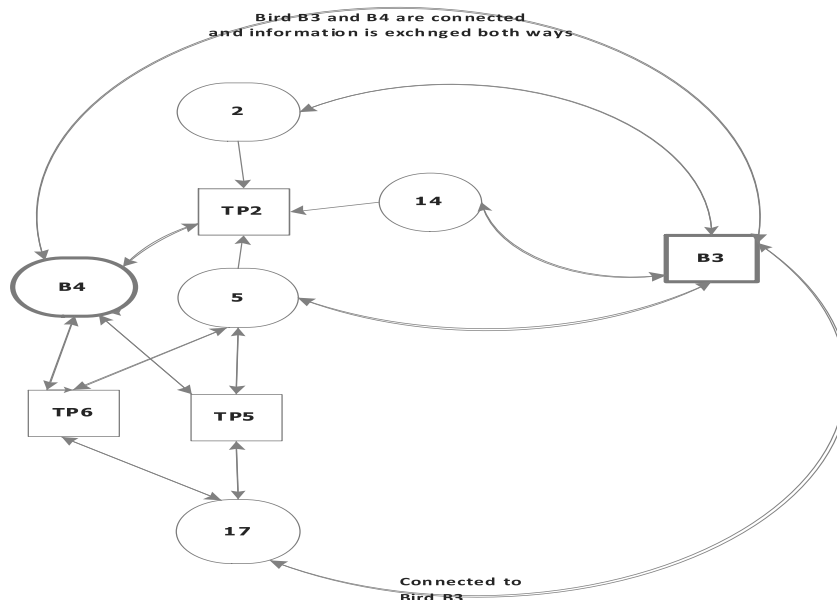 Bird B3 and B4 are connected
and information is exchnged both ways
2
14
TP2
B3
B4
5
TP6
TP5
17
Connected to
Bird B3